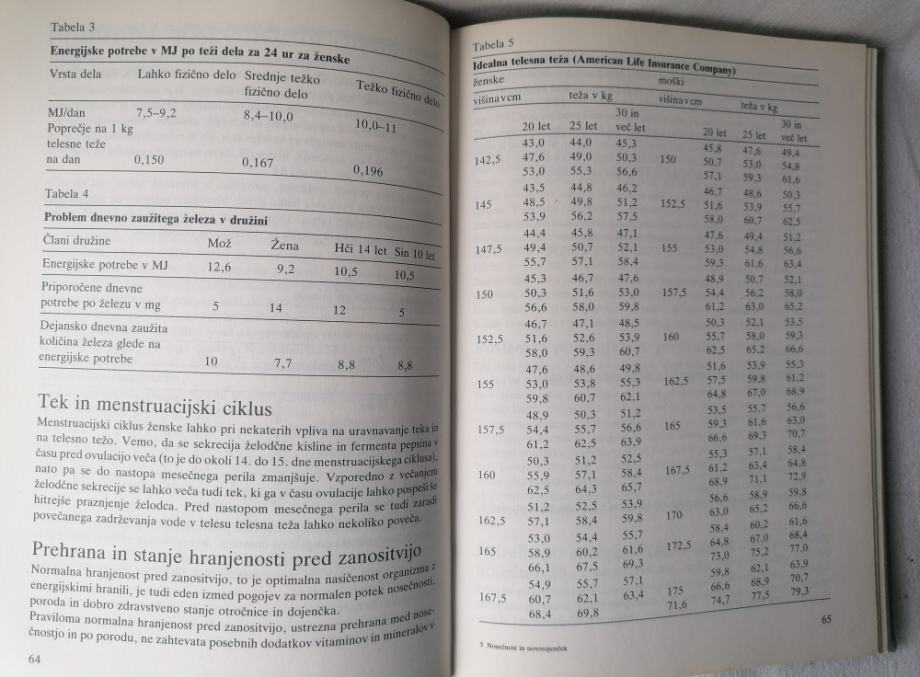 Tabela 3
Energijske potrebe v MJ po teži dela za 24 ur za ženske
Vrsta dela Lahko fizično delo Srednje težko Težko fizično delo
fizično delo
MJ/dan 7,5–9,2 8,4–10,0 10,0–11
Poprečje na 1 kg
telesne teže
na dan 0,150 0,167 0,196
Tabela 4
Problem dnevno zaužitega železa v družini
Člani družine Mož Žena Hči 14 let Sin 10 let
Energijske potrebe v MJ 12,6 9,2 10,5 10,5
Priporočene dnevne
potrebe po železu v mg 5 14 12 5
Dejansko dnevna zaužita
količina železa glede na
energijske potrebe 10 7,7 8,8 8,8
Tek in menstruacijski ciklus
Menstruacijski ciklus ženske lahko pri nekaterih vpliva na uravnavanje teka in
na telesno težo. Vemo, da se sekrecija želodčne kisline in fermenta pepsina v
času pred ovulacijo veča (to je do okoli 14. do 15. dne menstruacijskega ciklusa),
nato pa se do nastopa mesečnega perila zmanjšuje. Vzporedno z večanjem
želodčne sekrecije se lahko veča tudi tek, ki ga v času ovulacije lahko pospeši še
hitrejše praznjenje želodca. Pred nastopom mesečnega perila se tudi zaradi
povečanega zadrževanja vode v telesu telesna teža lahko nekoliko poveča.
Prehrana in stanje hranjenosti pred zanositvijo
Normalna hranjenost pred zanositvijo, to je optimalna nasičenost organizma z
energijskimi hranili, je tudi eden izmed pogojev za normalen potek nosečnosti,
poroda in dobro zdravstveno stanje otročnice in dojenčka.
Praviloma normalna hranjenost pred zanositvijo, ustrezna prehrana med nose-
čnostjo in po porodu, ne zahtevata posebnih dodatkov vitaminov in mineralov v
64
Tabela 5
Idealna telesna teža (American Life Insurance Company)
ženske moški
višina v cm teža v kg višina v cm teža v kg
30 in 30 in
20 let 25 let več let 20 let 25 let več let
43,0 44,0 45,3 45,8 47,6 49,4
142,5 47,6 49,0 50,3 150 50,7 53,0 54,8
53,0 55,3 56,6 57,1 59,3 61,6
43,5 44,8 46,2 46,7 48,6 50,3
145 48,5 49,8 51,2 152,5 51,6 53,9 55,7
53,9 56,2 57,5 58,0 60,7 62,5
44,4 45,8 47,1 47,6 49,4 51,2
147,5 49,4 50,7 52,1 155 53,0 54,8 56,6
55,7 57,1 58,4 59,3 61,6 63,4
45,3 46,7 47,6 48,9 50,7 52,1
150 50,3 51,6 53,0 157,5 54,4 56,2 58,0
56,6 58,0 59,8 61,2 63,0 65,2
46,7 47,1 48,5 50,3 52,1 53,5
152,5 51,6 52,6 53,9 160 55,7 58,0 59,3
58,0 59,3 60,7 62,5 65,2 66,6
47,6 48,6 49,8 51,6 53,9 55,3
155 53,0 53,8 55,3 162,5 57,5 59,8 61,2
59,8 60,7 62,1 64,8 67,0 68,9
48,9 50,3 51,2 53,5 55,7 56,6
157,5 54,4 55,7 56,6 165 59,3 61,6 63,0
61,2 62,5 63,9 66,6 69,3 70,7
50,3 51,2 52,5 55,3 57,1 58,4
160 55,9 57,1 58,4 167,5 61,2 63,4 64,8
62,5 64,3 65,7 68,9 71,1 72,9
51,2 52,5 53,9 56,6 58,9 59,8
162,5 57,1 58,4 59,8 170 63,0 65,2 66,6
53,0 54,4 55,7 58,4 60,2 61,6
165 58,9 60,2 61,6 172,5 64,8 67,0 68,4
66,1 67,5 69,3 73,0 75,2 77,0
54,9 55,7 57,1 59,8 62,1 63,9
167,5 60,7 62,1 63,4 175 66,6 68,9 70,7
68,4 69,8 71,6 74,7 77,5 79,3
5 Nosečnost in novorojenček
65